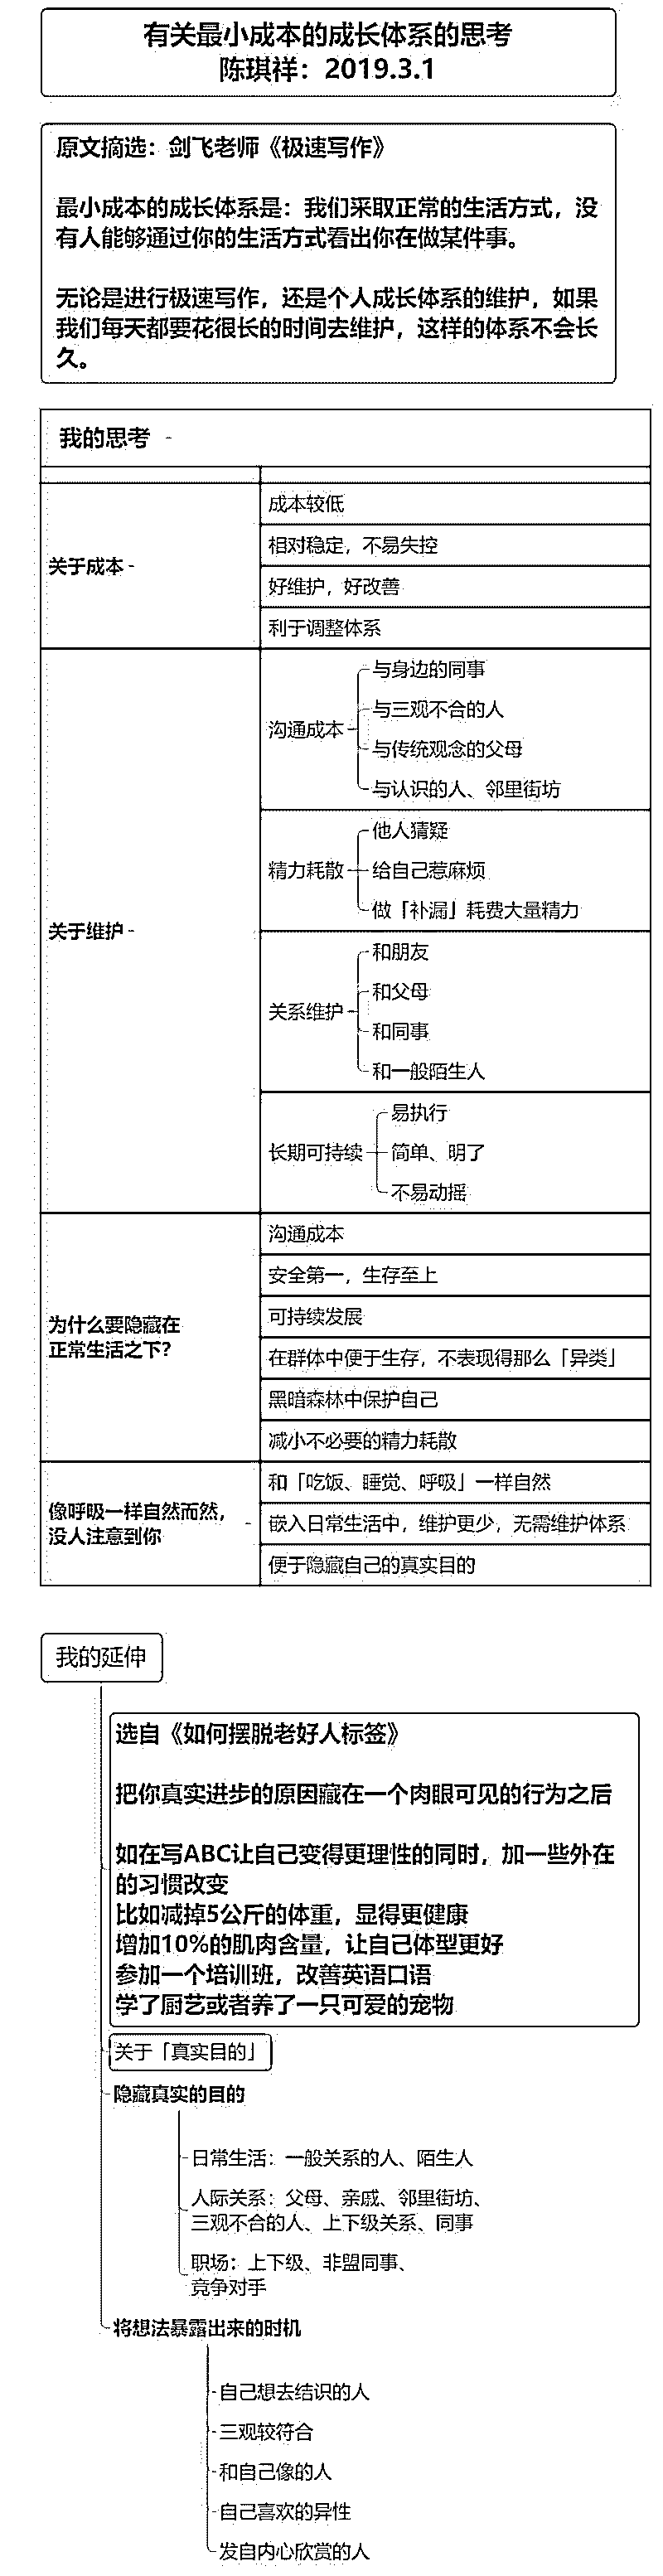 有关最小成本的成长体系的思考
陈琪祥：2019.3.1
原文摘选：剑飞老师《极速写作》
最小成本的成长体系是：我们采取正常的生活方式，没
有人能够通过你的生活方式看出你在做某件事。
无论是进行极速写作，还是个人成长体系的维护，如果
我们每天都要花很长的时间去维护，这样的体系不会长
久。
我的思考
关于成本
成本较低
相对稳定，不易失控
好维护，好改善
利于调整体系
关于维护
沟通成本
与身边的同事
与三观不合的人
与传统观念的父母
与认识的人、邻里街坊
精力耗散
他人猜疑
给自己惹麻烦
做「补漏」耗费大量精力
关系维护
和朋友
和父母
和同事
和一般陌生人
长期可持续
易执行
简单、明了
不易动摇
为什么要隐藏在
正常生活之下?
沟通成本
安全第一，生存至上
可持续发展
在群体中便于生存，不表现得那么「异类」
黑暗森林中保护自己
减小不必要的精力耗散
像呼吸一样自然而然，
没人注意到你
和「吃饭、睡觉、呼吸」一样自然
嵌入日常生活中，维护更少，无需维护体系
便于隐藏自己的真实目的
我的延伸
选自《如何摆脱老好人标签》
把你真实进步的原因藏在一个肉眼可见的行为之后
如在写ABC让自己变得更理性的同时，加一些外在
的习惯改变
比如减掉5公斤的体重，显得更健康
增加10%的肌肉含量，让自己体型更好
参加一个培训班，改善英语口语
学了厨艺或者养了一只可爱的宠物
关于「真实目的」
隐藏真实的目的
日常生活：一般关系的人、陌生人
人际关系：父母、亲戚、邻里街坊、
三观不合的人、上下级关系、同事
职场：上下级、非盟同事、
竞争对手
将想法暴露出来的时机
自己想去结识的人
三观较符合
和自己像的人
自己喜欢的异性
发自内心欣赏的人